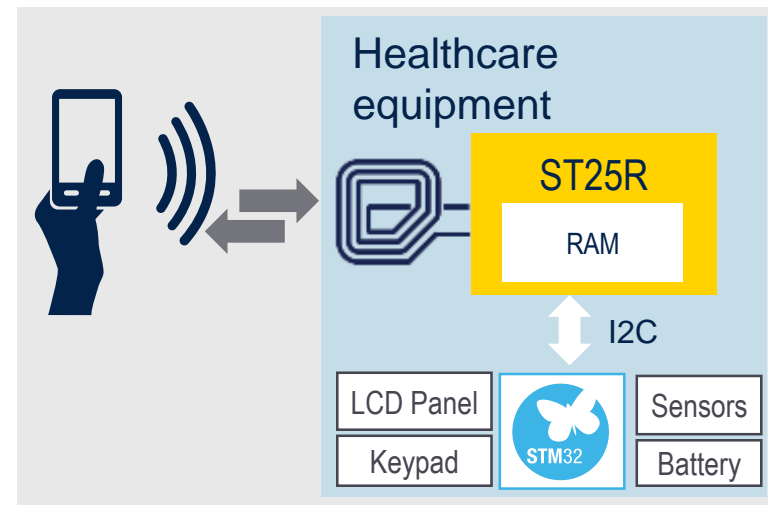 Healthcare
equipment
ST25R
RAM
I2C
LCD Panel
Keypad
STM32
Sensors
Battery